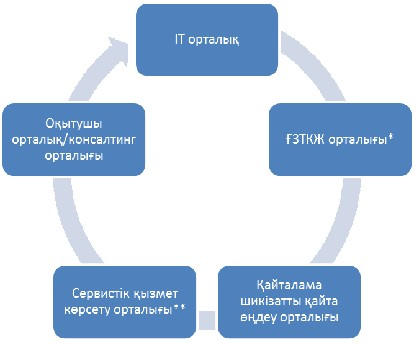 IT орталық
ҒЗТКЖ орталығы*
Қайталама
шикізатты қайта
өңдеу орталығы
Сервистік қызмет
көрсету орталығы**
Оқытушы
орталық/консалтинг
орталығы